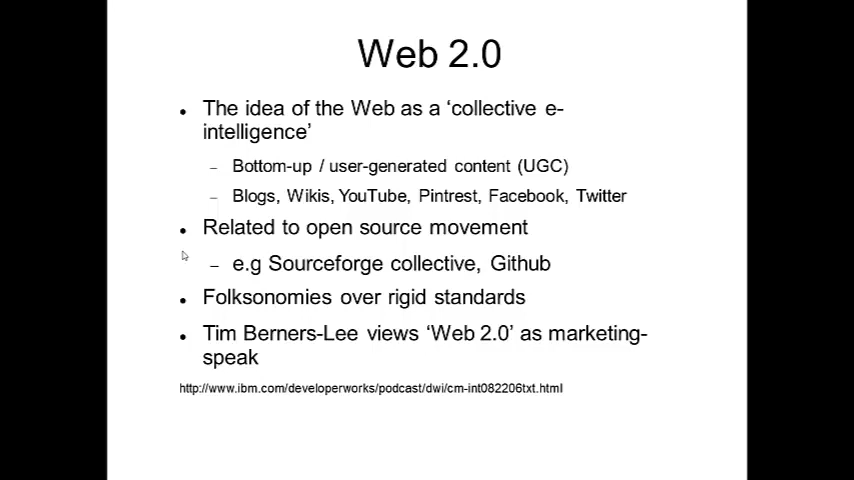 Web 2.0
• The idea of the Web as a ‘collective e-
intelligence’
– Bottom-up / user-generated content (UGC)
– Blogs, Wikis, YouTube, Pintrest, Facebook, Twitter
• Related to open source movement
– e.g Sourceforge collective, Github
• Folksonomies over rigid standards
• Tim Berners-Lee views ‘Web 2.0’ as marketing-
speak
http://www.ibm.com/developerworks/podcast/dwi/cm-int082206txt.html